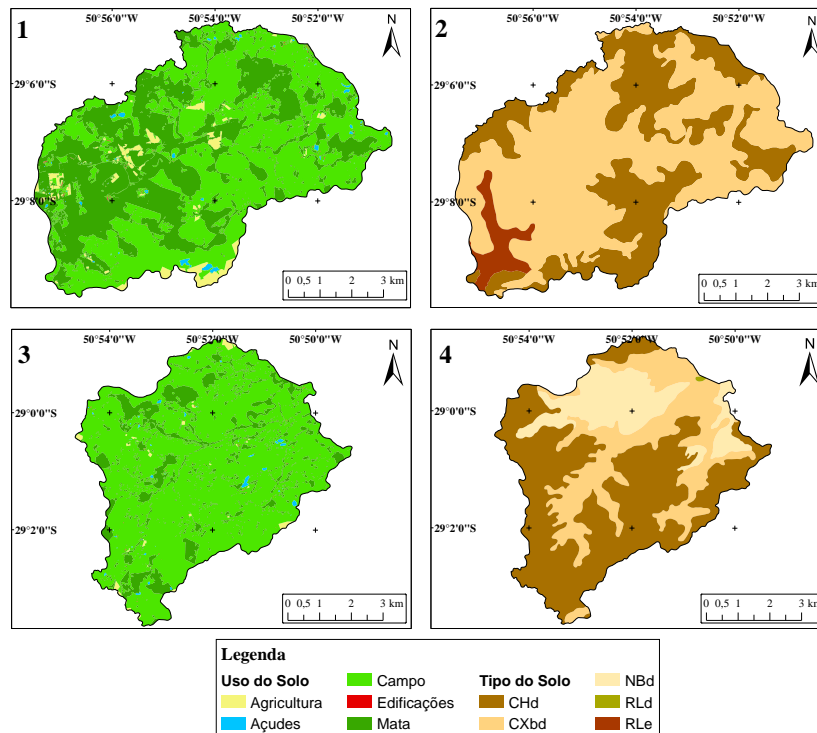 1
50°56'0"W 50°54'0"W 50°52'0"W
N
29°6'0"S
29°8'0"S
0 0,5 1 2 3 km
2
50°56'0"W 50°54'0"W 50°52'0"W
N
29°6'0"S
29°8'0"S
0 0,5 1 2 3 km
3
50°54'0"W 50°52'0"W 50°50'0"W
N
29°0'0"S
29°2'0"S
0 0,5 1 2 3 km
4
50°54'0"W 50°52'0"W 50°50'0"W
N
29°0'0"S
29°2'0"S
0 0,5 1 2 3 km
Legenda
Uso do Solo Campo Tipo do Solo NBd
Agricultura Edificações CHd RLd
Açudes Mata CXbd RLe